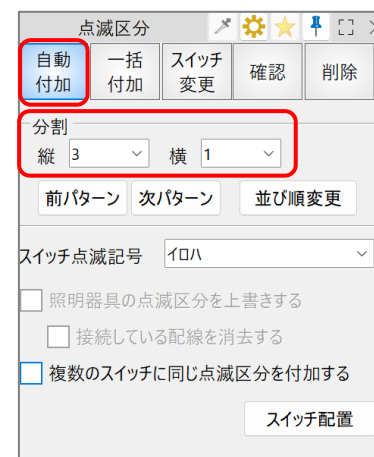 点滅区分
自動付加 一括付加 スイッチ変更 確認 削除
分割
縦 3 横 1
前パターン 次パターン 並び順変更
スイッチ点滅記号 イロハ
照明器具の点滅区分を上書きする
接続している配線を消去する
複数のスイッチに同じ点滅区分を付加する
スイッチ配置